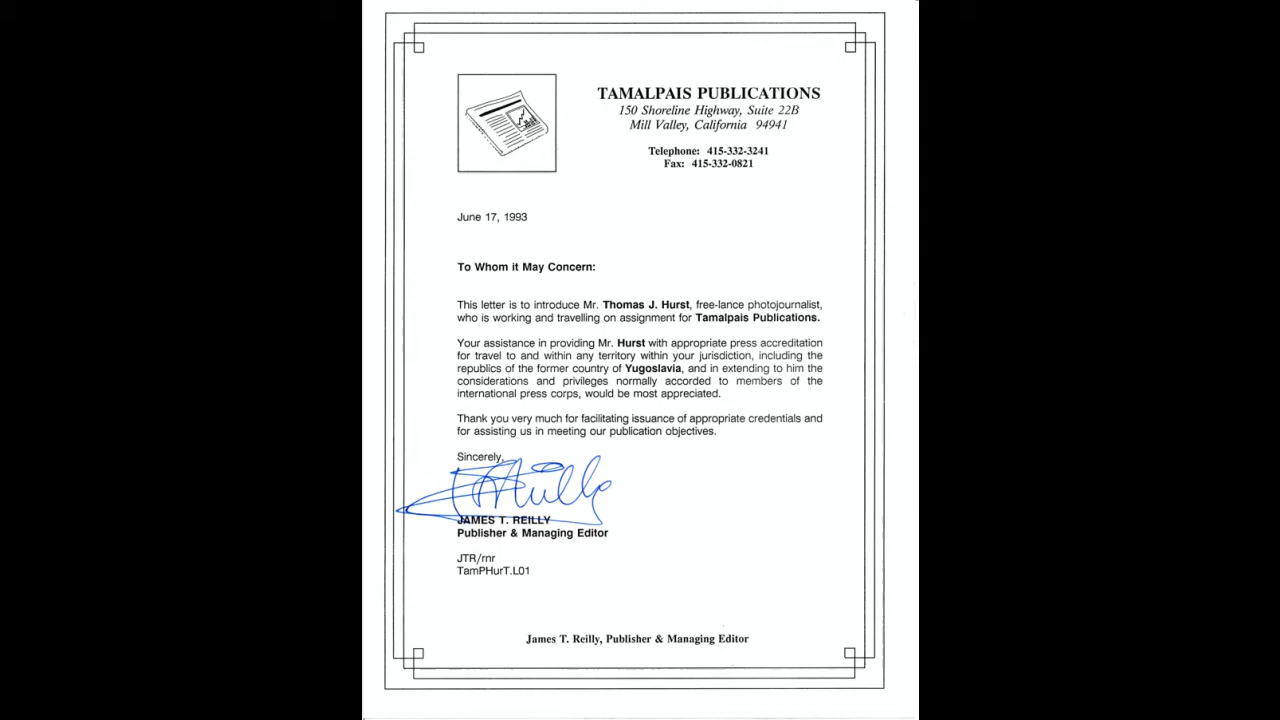 TAMALPAIS PUBLICATIONS
150 Shoreline Highway, Suite 22B
Mill Valley, California 94941
Telephone: 415-332-3241
Fax: 415-332-0821
June 17, 1993
To Whom it May Concern:
This letter is to introduce Mr. Thomas J. Hurst, free-lance photojournalist,
who is working and travelling on assignment for Tamalpais Publications.
Your assistance in providing Mr. Hurst with appropriate press accreditation
for travel to and within any territory within your jurisdiction, including the
republics of the former country of Yugoslavia, and in extending to him the
considerations and privileges normally accorded to members of the
international press corps, would be most appreciated.
Thank you very much for facilitating issuance of appropriate credentials and
for assisting us in meeting our publication objectives.
Sincerely,
JAMES T. REILLY
Publisher & Managing Editor
JTR/rnr
TamPHurT.L01
James T. Reilly, Publisher & Managing Editor